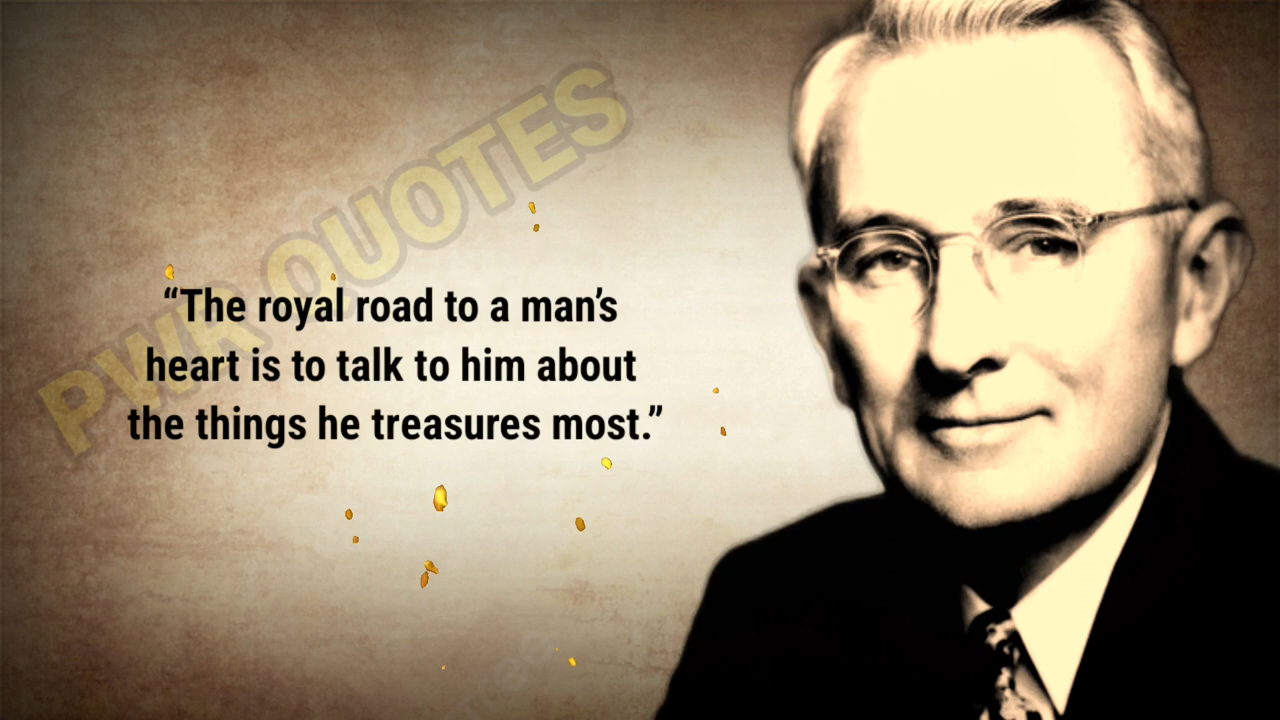 PWR QUOTES
“The royal road to a man’s
heart is to talk to him about
the things he treasures most.”